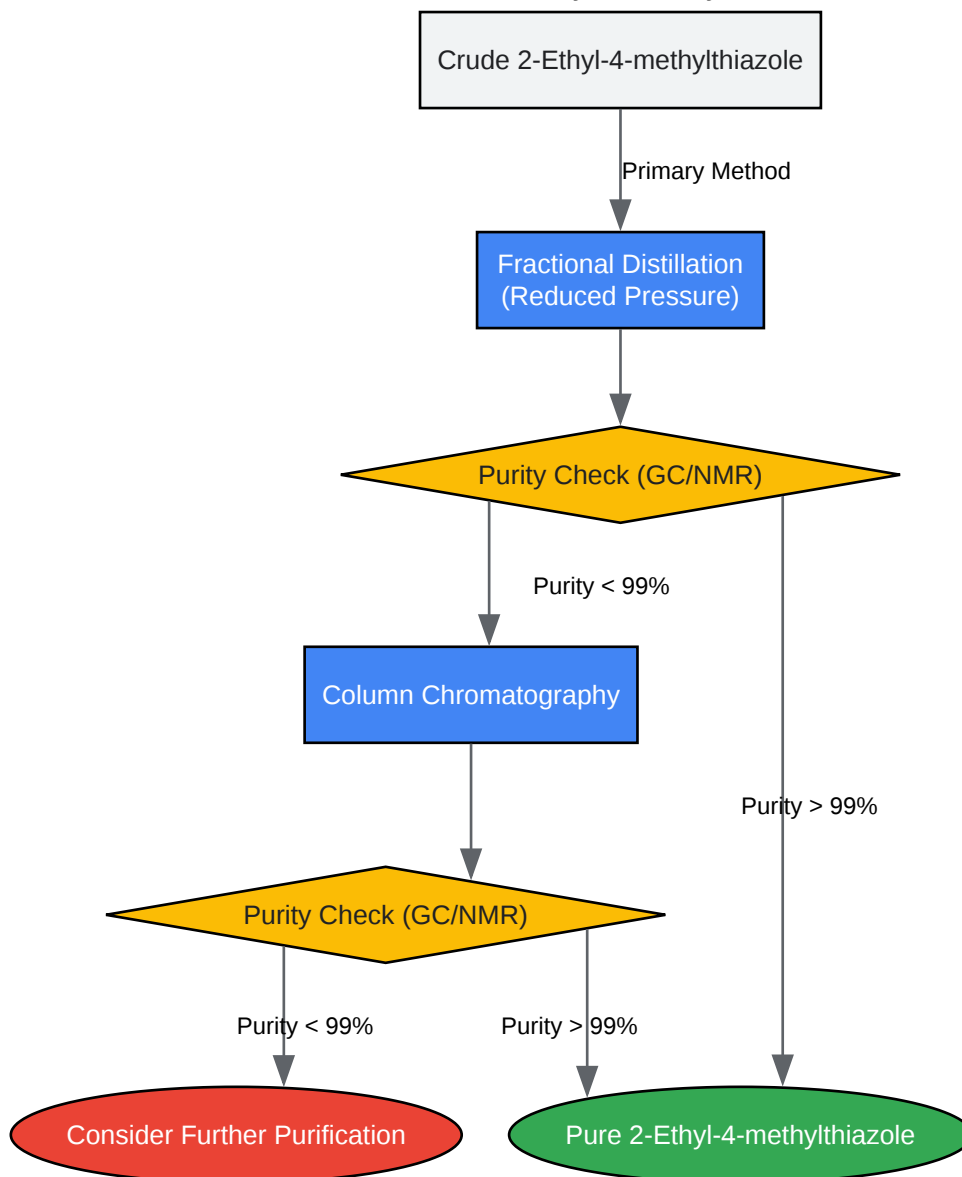 Crude 2-Ethyl-4-methylthiazole
Primary Method
Fractional Distillation
(Reduced Pressure)
Purity Check (GC/NMR)
Purity < 99%
Column Chromatography
Purity > 99%
Purity Check (GC/NMR)
Purity < 99%
Purity > 99%
Consider Further Purification
Pure 2-Ethyl-4-methylthiazole